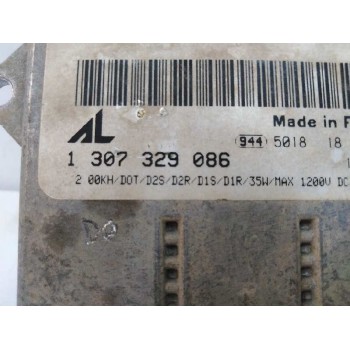 AL
Made in
944 5018 18
1 307 329 086
2 00KH/DOT/D2S/D2R/D1S/D1R/35W/MAX 1200V DC
DO